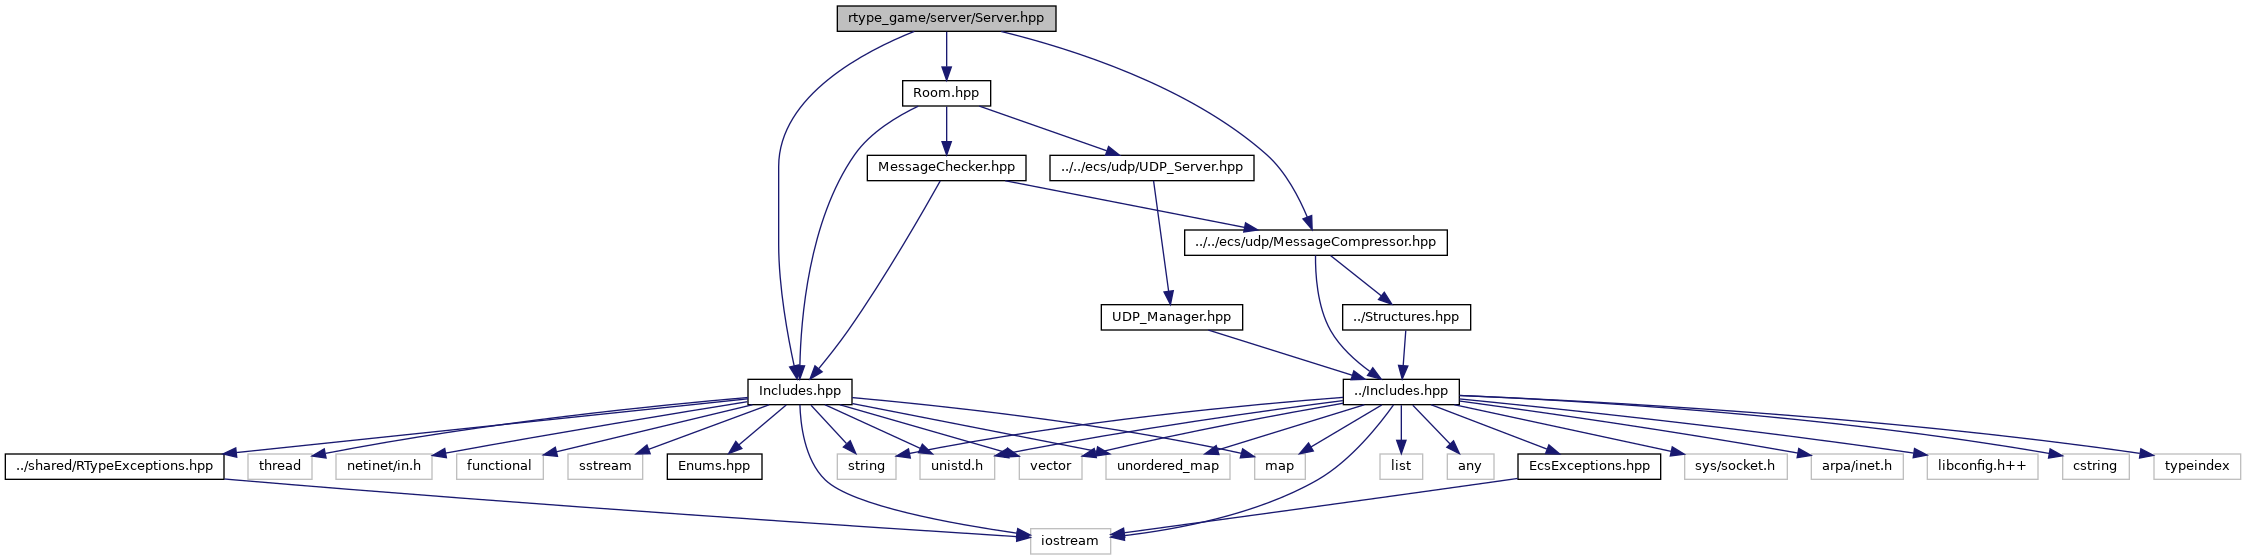 rtype_game/server/Server.hpp
Room.hpp
MessageChecker.hpp
../../ecs/udp/UDP_Server.hpp
../../ecs/udp/MessageCompressor.hpp
UDP_Manager.hpp
../Structures.hpp
Includes.hpp
../Includes.hpp
../shared/RTypeExceptions.hpp
thread
netinet/in.h
functional
sstream
Enums.hpp
string
unistd.h
vector
unordered_map
map
list
any
EcsExceptions.hpp
sys/socket.h
arpa/inet.h
libconfig.h++
cstring
typeindex
iostream